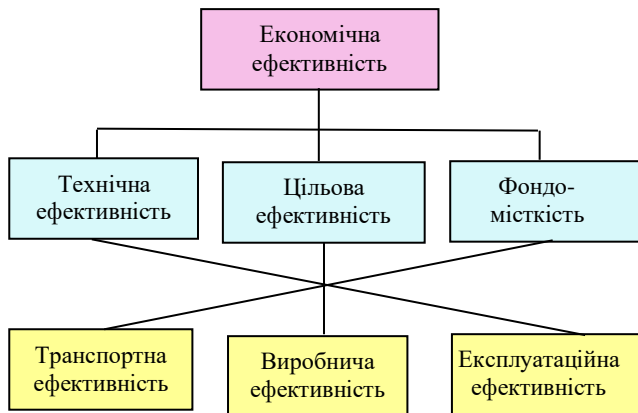 Економічна
ефективність
Технічна
ефективність
Цільова
ефективність
Фондо-
місткість
Транспортна
ефективність
Виробнича
ефективність
Експлуатаційна
ефективність